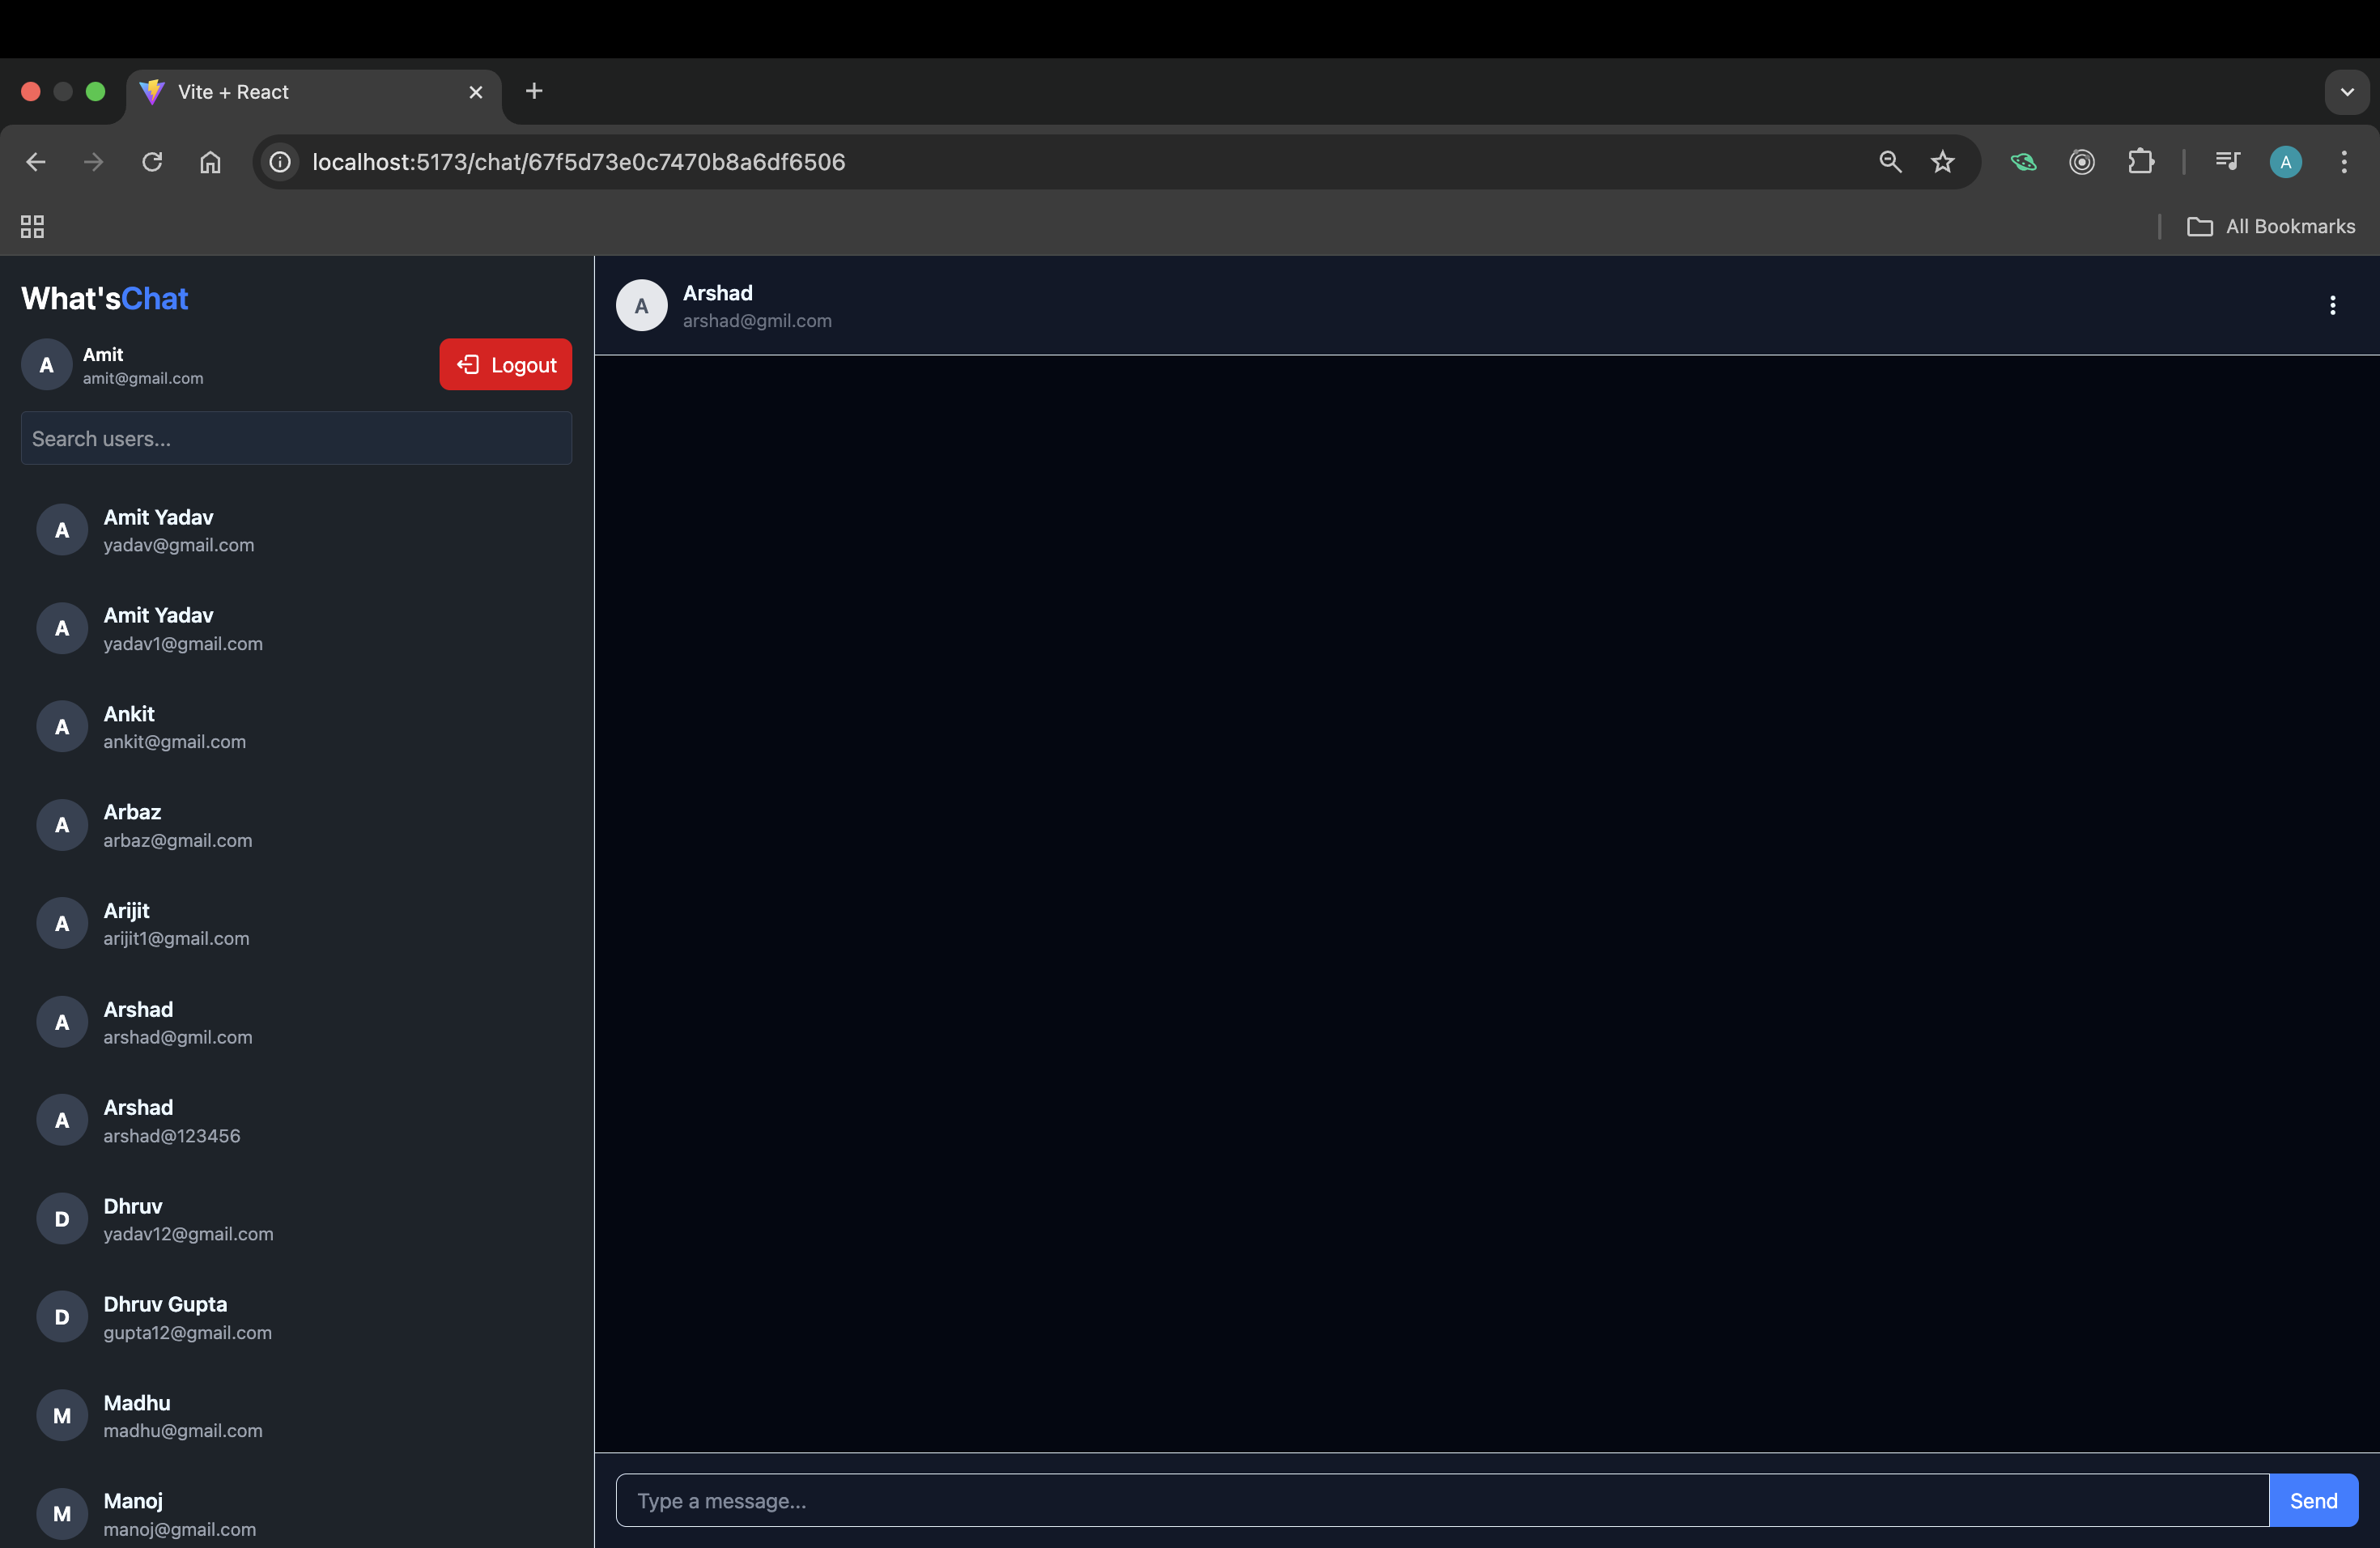 Vite + React
localhost:5173/chat/67f5d73e0c7470b8a6df6506
A
All Bookmarks
What'sChat
A
Amit
amit@gmail.com
Logout
Search users...
A
Amit Yadav
yadav@gmail.com
A
Amit Yadav
yadav1@gmail.com
A
Ankit
ankit@gmail.com
A
Arbaz
arbaz@gmail.com
A
Arijit
arijit1@gmail.com
A
Arshad
arshad@gmil.com
A
Arshad
arshad@123456
D
Dhruv
yadav12@gmail.com
D
Dhruv Gupta
gupta12@gmail.com
M
Madhu
madhu@gmail.com
M
Manoj
manoj@gmail.com
A
Arshad
arshad@gmil.com
Type a message...
Send